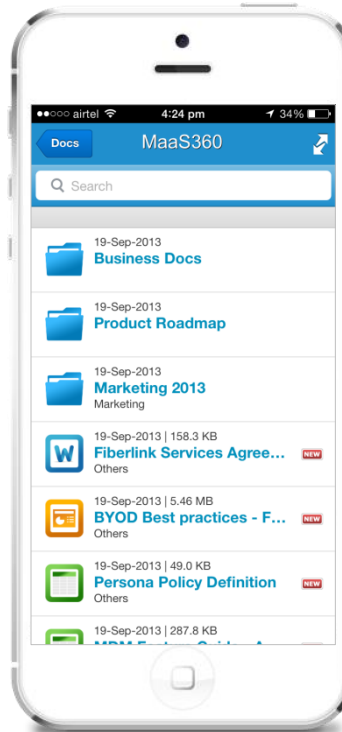 airtel 4:24 pm 34%
Docs MaaS360
Search
19-Sep-2013
Business Docs
19-Sep-2013
Product Roadmap
19-Sep-2013
Marketing 2013
Marketing
19-Sep-2013 | 158.3 KB
W Fiberlink Services Agree... NEW
Others
19-Sep-2013 | 5.46 MB
BYOD Best practices - F... NEW
Others
19-Sep-2013 | 49.0 KB
Persona Policy Definition NEW
Others
19-Sep-2013 | 287.8 KB